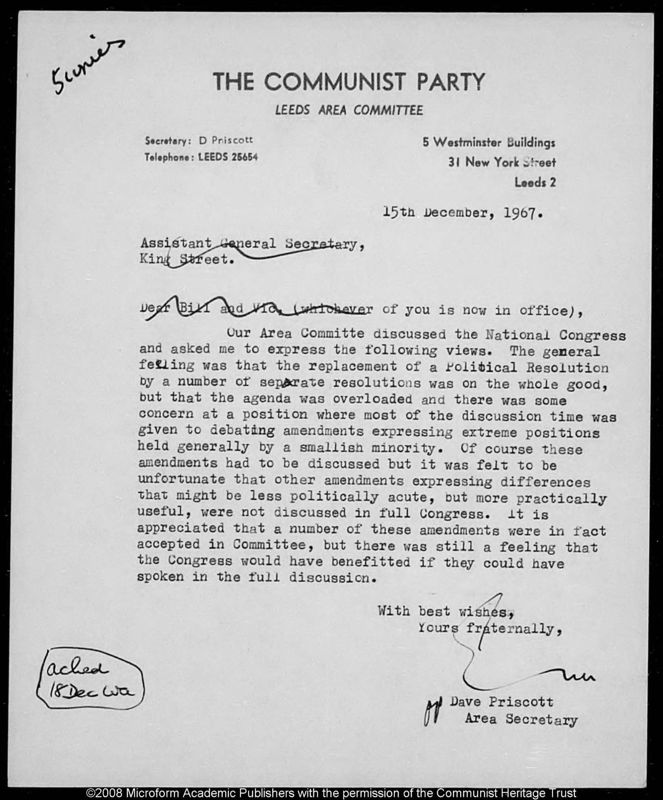 5 copies
THE COMMUNIST PARTY
LEEDS AREA COMMITTEE
Secretary: D Priscott
Telephone: LEEDS 25654
5 Westminster Buildings
31 New York Street
Leeds 2
15th December, 1967.
Assistant General Secretary,
King Street.
Dear Bill and Vic, (whichever of you is now in office),
Our Area Committe discussed the National Congress
and asked me to express the following views. The general
feeling was that the replacement of a Political Resolution
by a number of separate resolutions was on the whole good,
but that the agenda was overloaded and there was some
concern at a position where most of the discussion time was
given to debating amendments expressing extreme positions
held generally by a smallish minority. Of course these
amendments had to be discussed but it was felt to be
unfortunate that other amendments expressing differences
that might be less politically acute, but more practically
useful, were not discussed in full Congress. It is
appreciated that a number of these amendments were in fact
accepted in Committee, but there was still a feeling that
the Congress would have benefitted if they could have
spoken in the full discussion.
With best wishes,
Yours fraternally,
pp Dave Priscott
Area Secretary
acked
18 Dec
©2008 Microform Academic Publishers with the permission of the Communist Heritage Trust